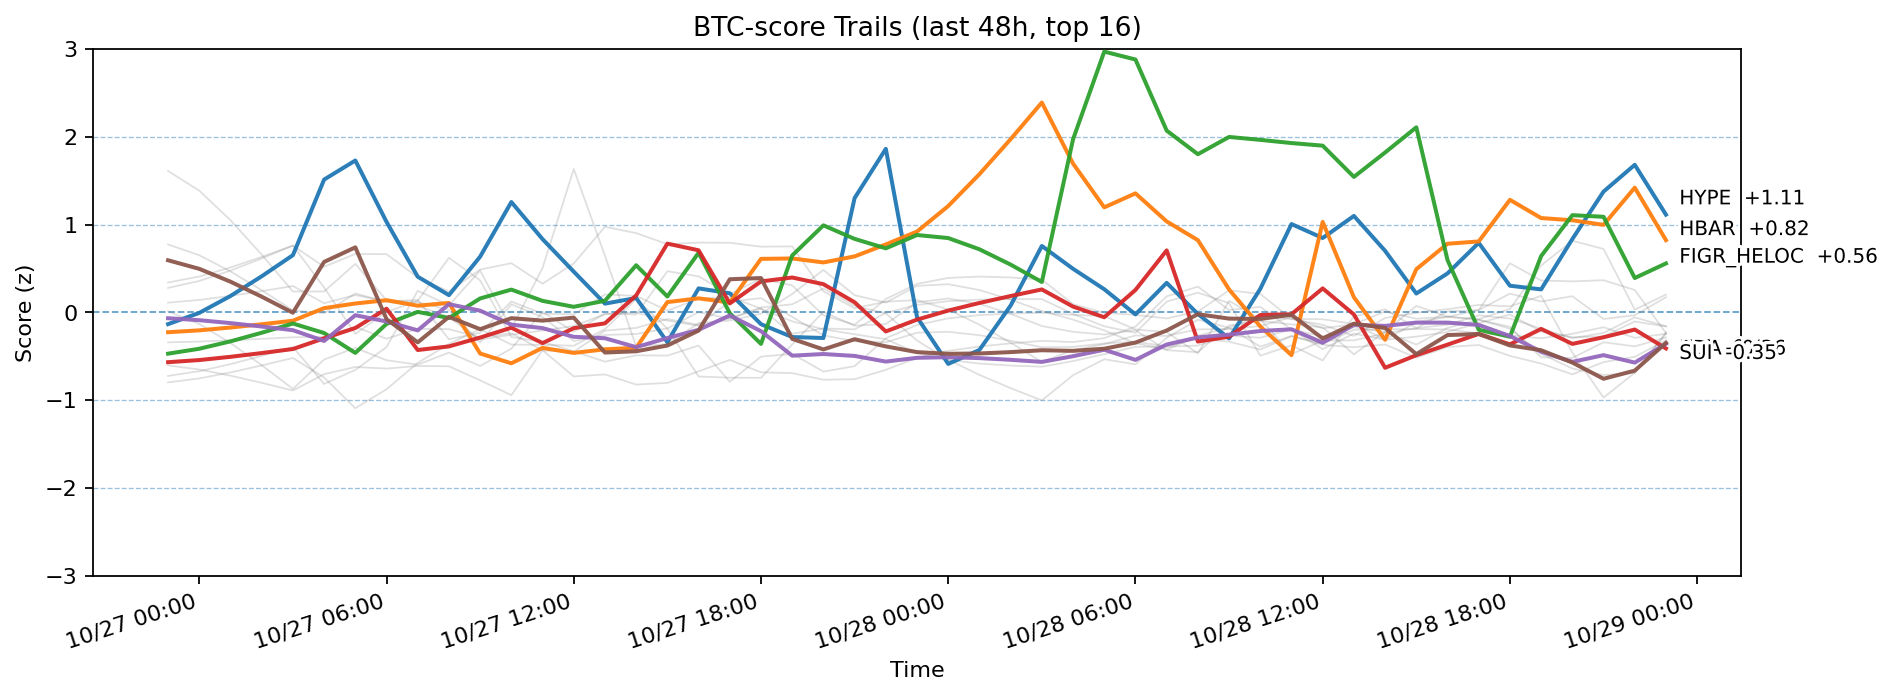 BTC-score Trails (last 48h, top 16)
Score (z)
3
2
1
0
−1
−2
−3
HYPE +1.11
HBAR +0.82
FIGR_HELOC +0.56
SUI −0.35
10/27 00:00
10/27 06:00
10/27 12:00
10/27 18:00
10/28 00:00
10/28 06:00
10/28 12:00
10/28 18:00
10/29 00:00
Time